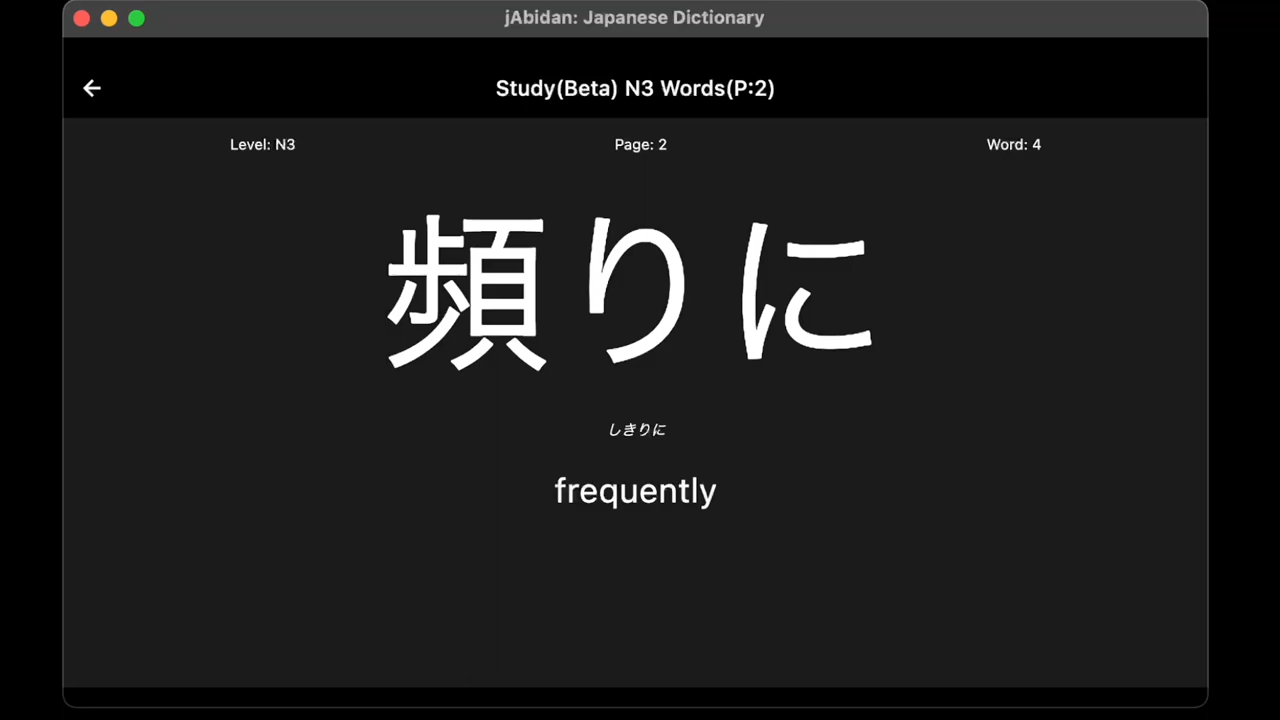 jAbidan: Japanese Dictionary
Study(Beta) N3 Words(P:2)
Level: N3
Page: 2
Word: 4
頻りに
しきりに
frequently